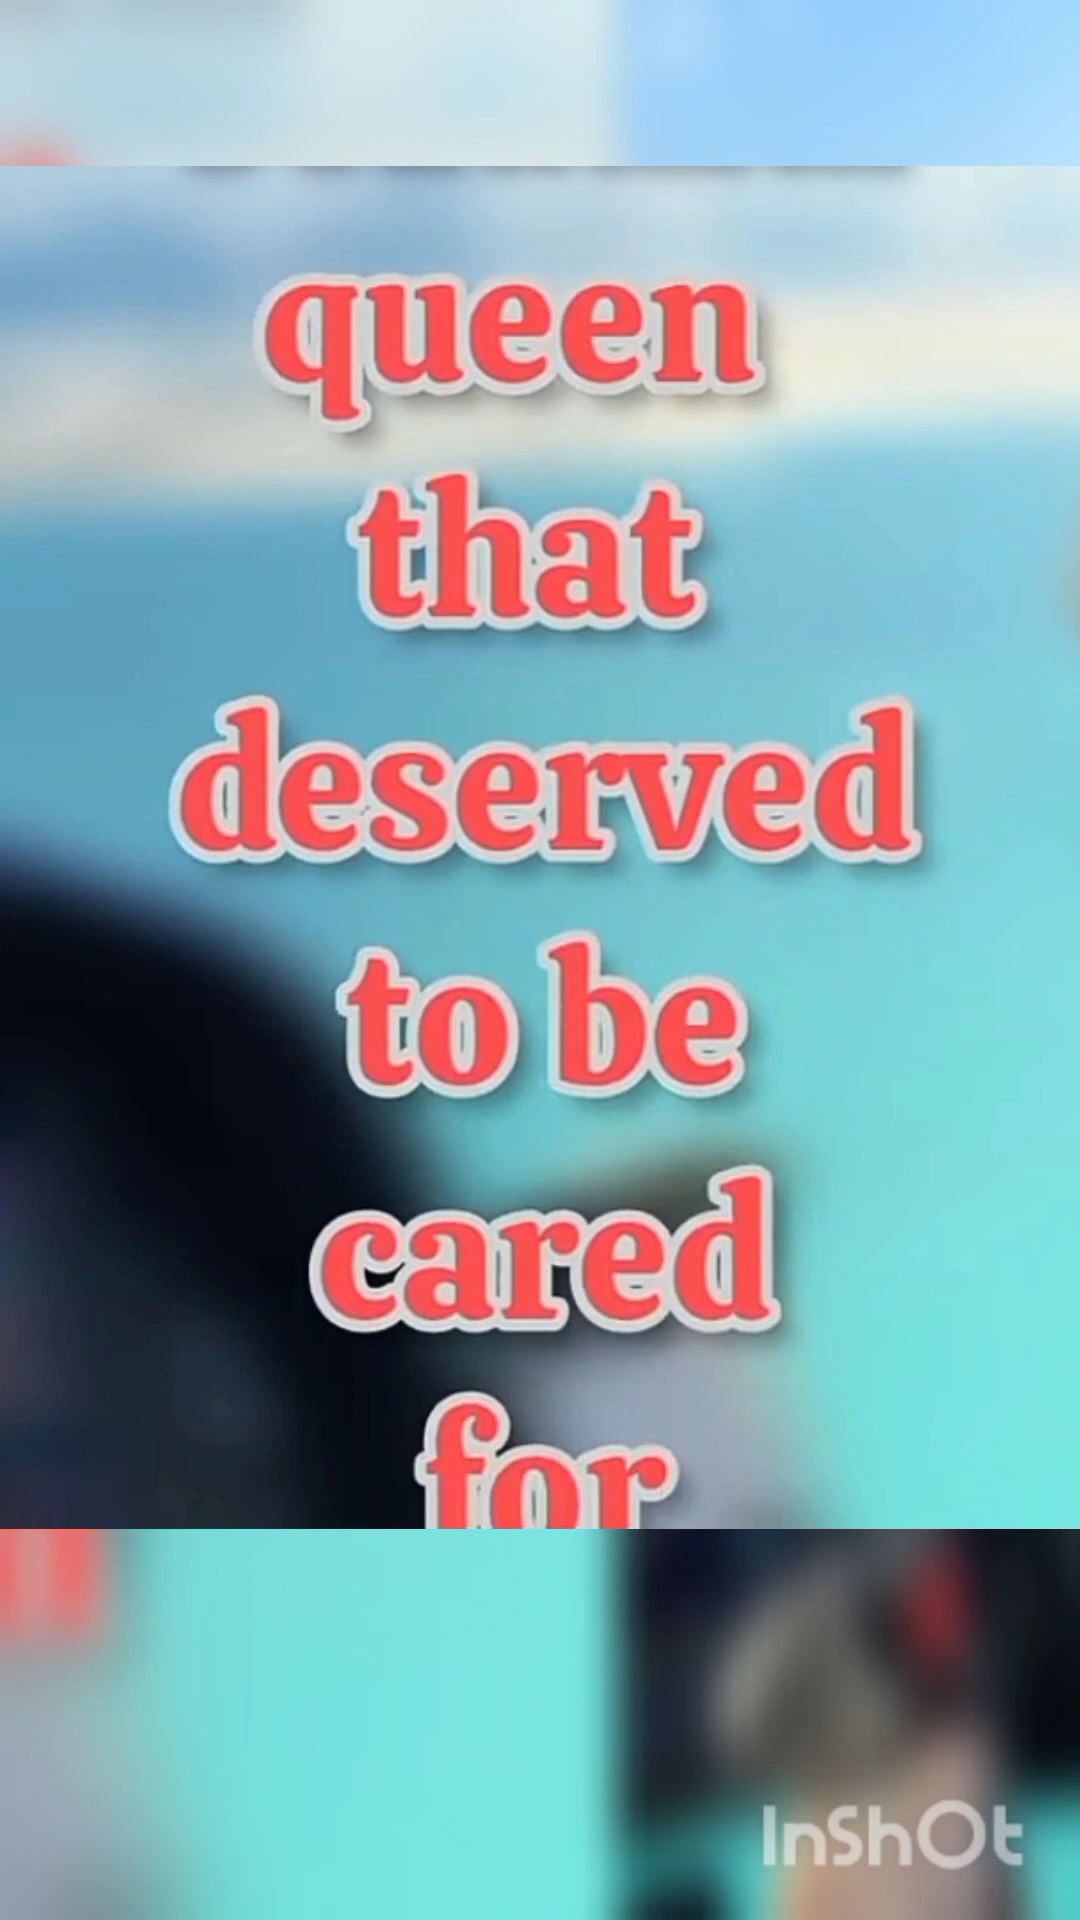 queen
that
deserved
to be
cared
for
InShOt